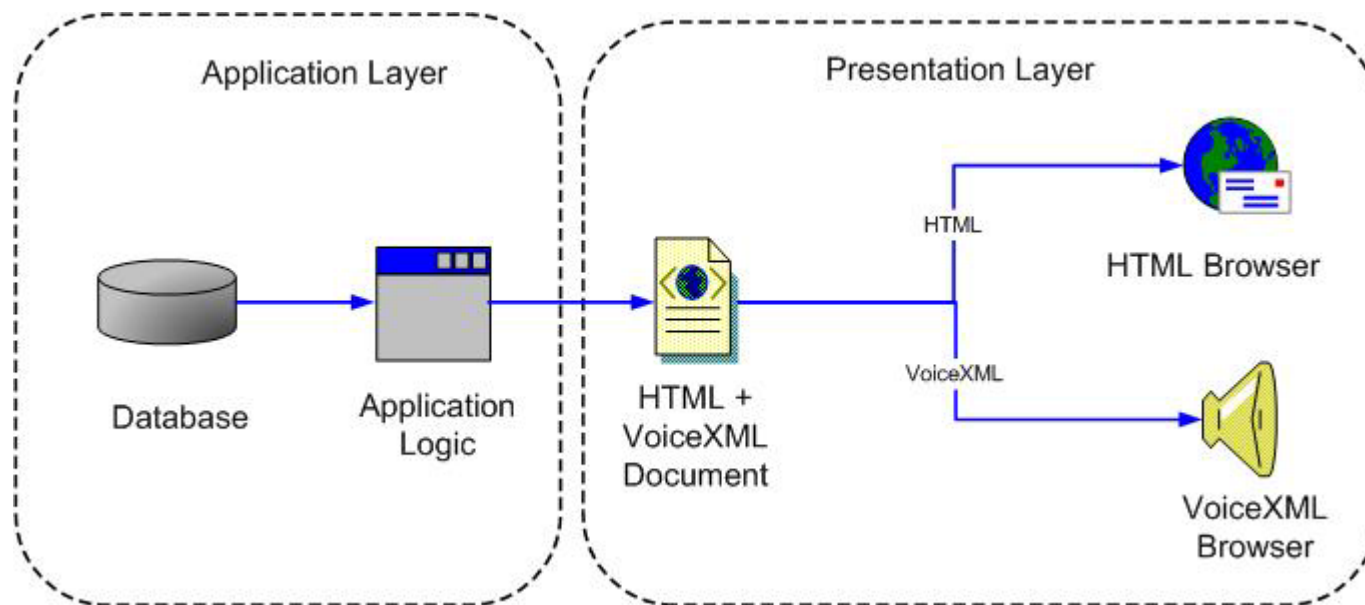 Application Layer
Presentation Layer
HTML
HTML Browser
Database
Application
Logic
HTML +
VoiceXML
Document
VoiceXML
VoiceXML
Browser